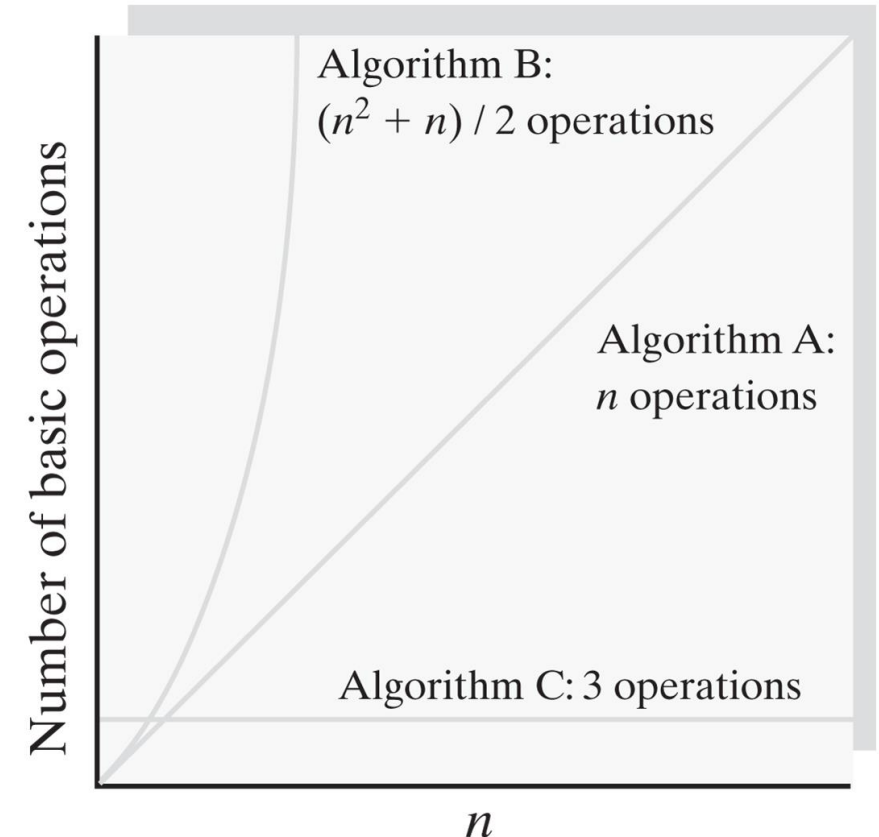 Number of basic operations
Algorithm B:
(n² + n) / 2 operations
Algorithm A:
n operations
Algorithm C: 3 operations
n